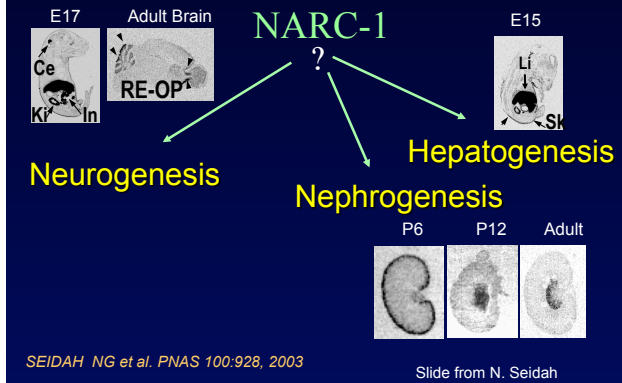 E17 Adult Brain
NARC-1
E15
?
Ce
Ki
In
RE-OP
Li
Sk
Neurogenesis
Hepatogenesis
Nephrogenesis
P6 P12 Adult
SEIDAH NG et al. PNAS 100:928, 2003
Slide from N. Seidah